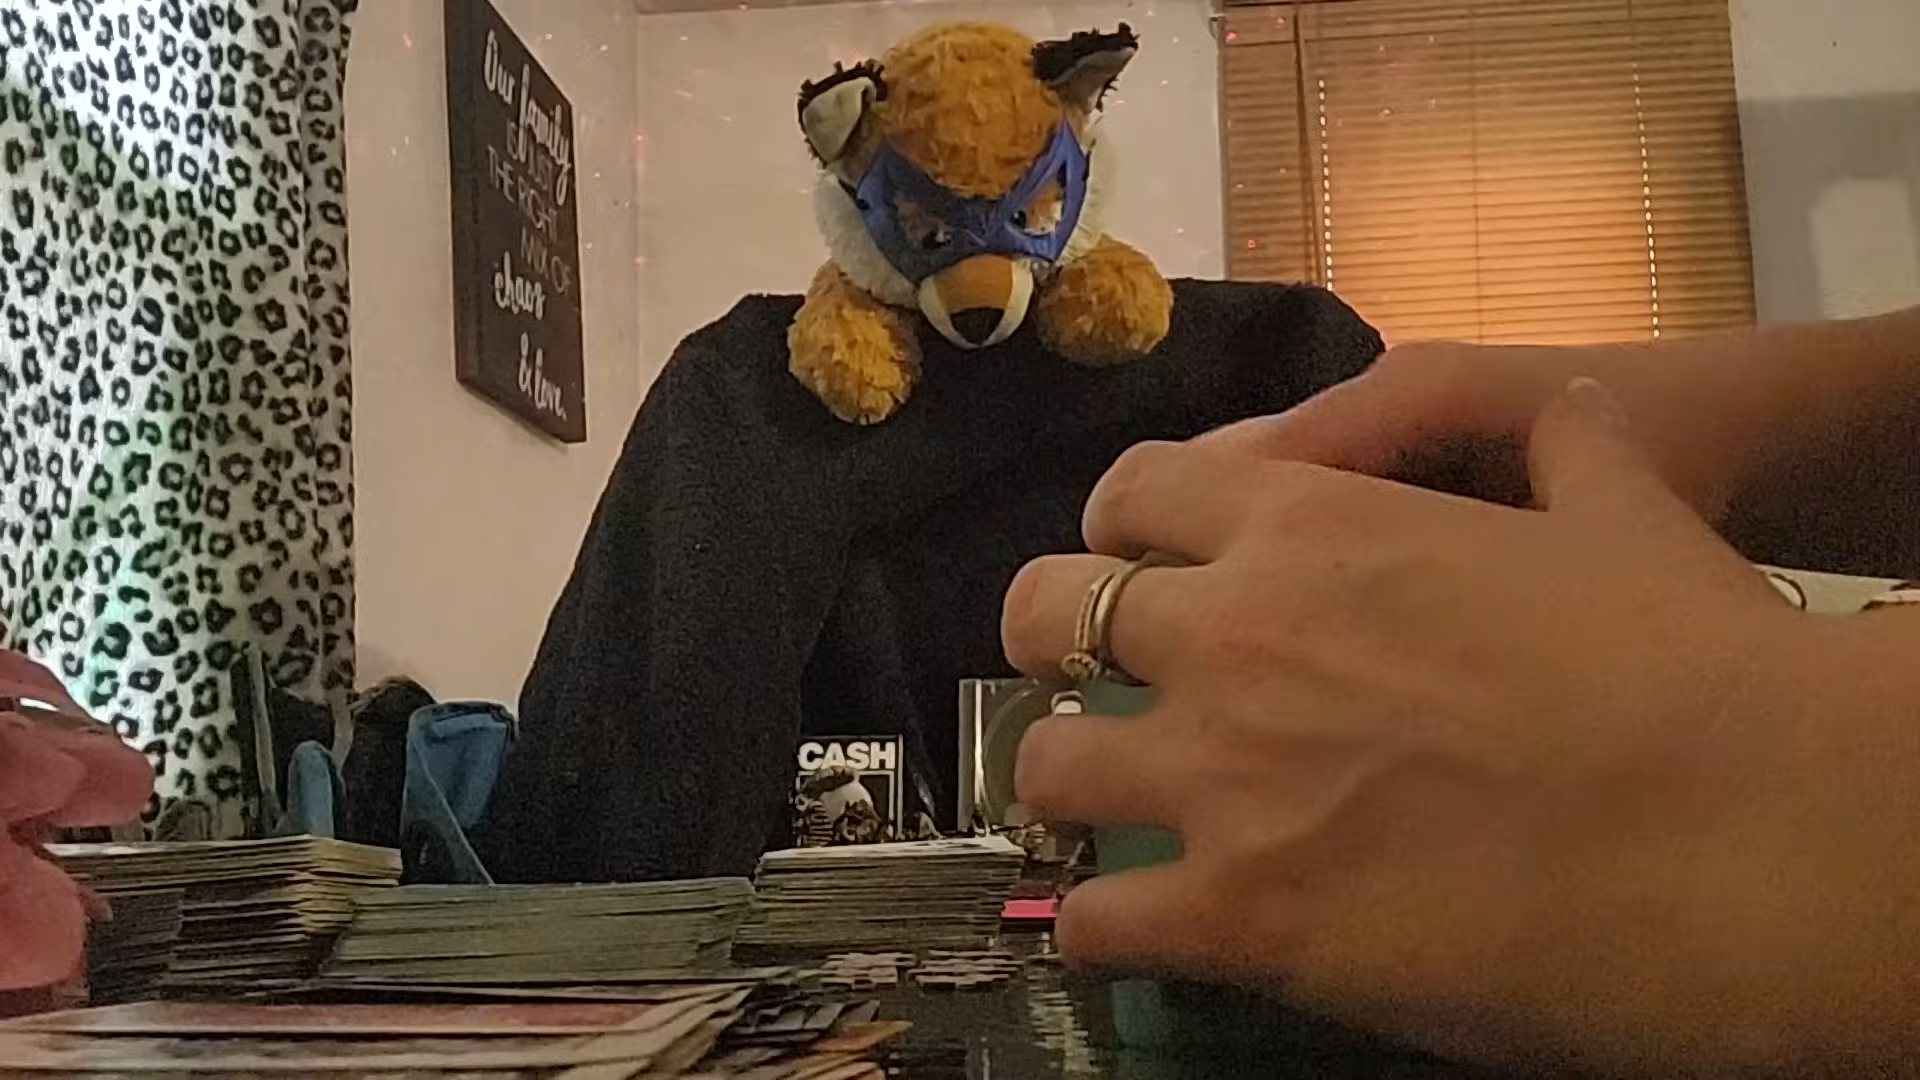 Our family
IS JUST
THE RIGHT
MIX OF
chaos
& love.
CASH